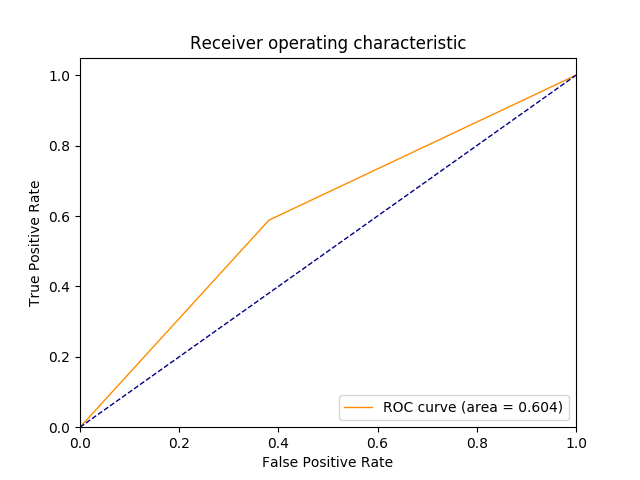 Receiver operating characteristic
True Positive Rate
1.0
0.8
0.6
0.4
0.2
0.0
ROC curve (area = 0.604)
0.0 0.2 0.4 0.6 0.8 1.0
False Positive Rate